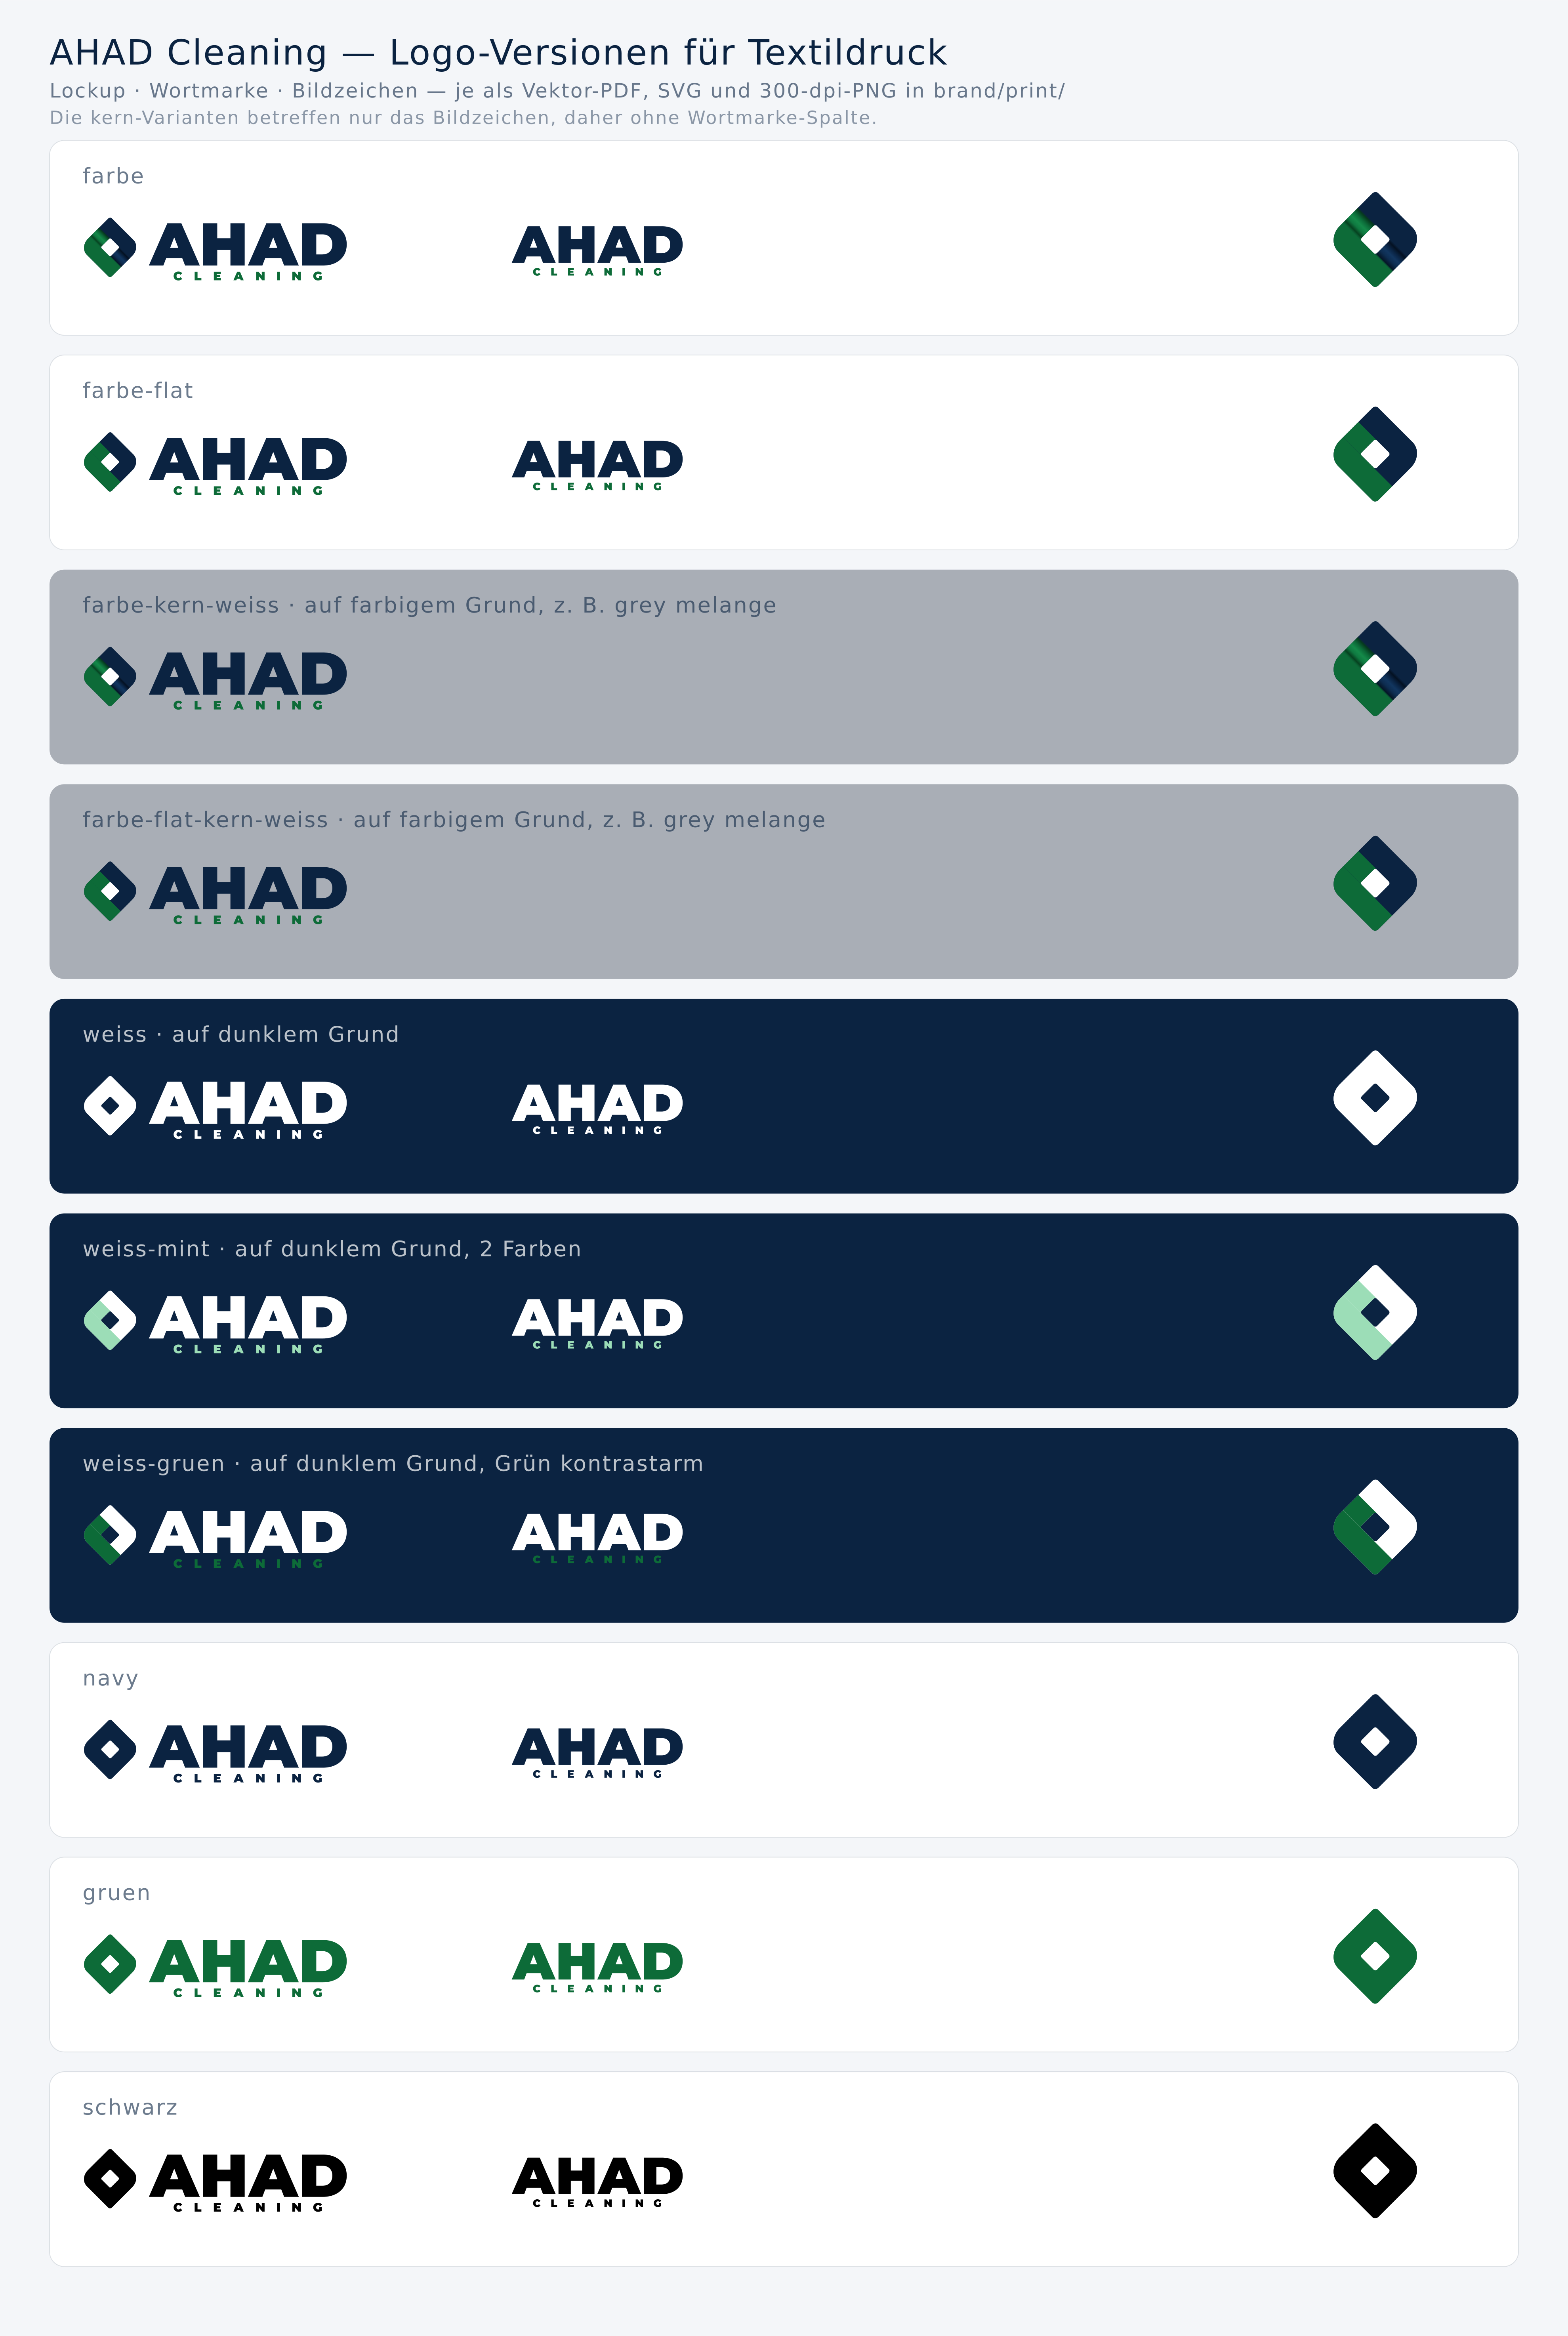 AHAD Cleaning — Logo-Versionen für Textildruck
Lockup · Wortmarke · Bildzeichen — je als Vektor-PDF, SVG und 300-dpi-PNG in brand/print/
Die kern-Varianten betreffen nur das Bildzeichen, daher ohne Wortmarke-Spalte.
farbe
AHAD AHAD
CLEANING CLEANING
farbe-flat
AHAD AHAD
CLEANING CLEANING
farbe-kern-weiss · auf farbigem Grund, z. B. grey melange
AHAD
CLEANING
farbe-flat-kern-weiss · auf farbigem Grund, z. B. grey melange
AHAD
CLEANING
weiss · auf dunklem Grund
AHAD AHAD
CLEANING CLEANING
weiss-mint · auf dunklem Grund, 2 Farben
AHAD AHAD
CLEANING CLEANING
weiss-gruen · auf dunklem Grund, Grün kontrastarm
AHAD AHAD
CLEANING CLEANING
navy
AHAD AHAD
CLEANING CLEANING
gruen
AHAD AHAD
CLEANING CLEANING
schwarz
AHAD AHAD
CLEANING CLEANING